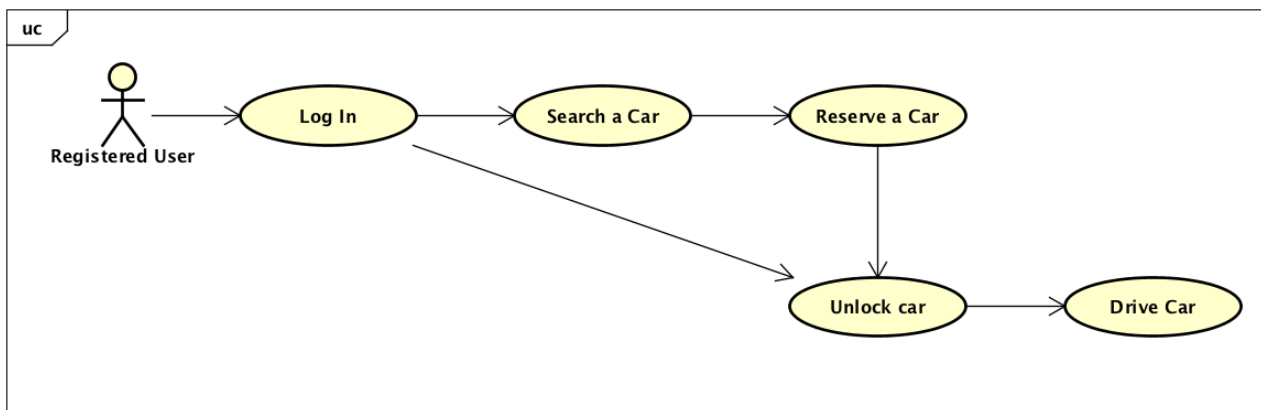 uc
Registered User
Log In
Search a Car
Reserve a Car
Unlock car
Drive Car